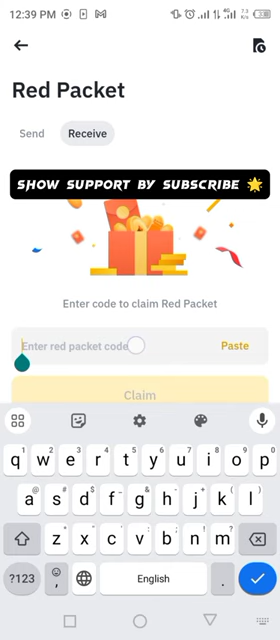 12:39 PM
Red Packet
Send
Receive
SHOW SUPPORT BY SUBSCRIBE
Enter code to claim Red Packet
Enter red packet code
Paste
Claim
q w e r t y u i o p
@ # $ _ & - + ( )
a s d f g h j k l
* " ' : ; ! ?
z x c v b n m
?123 , English .